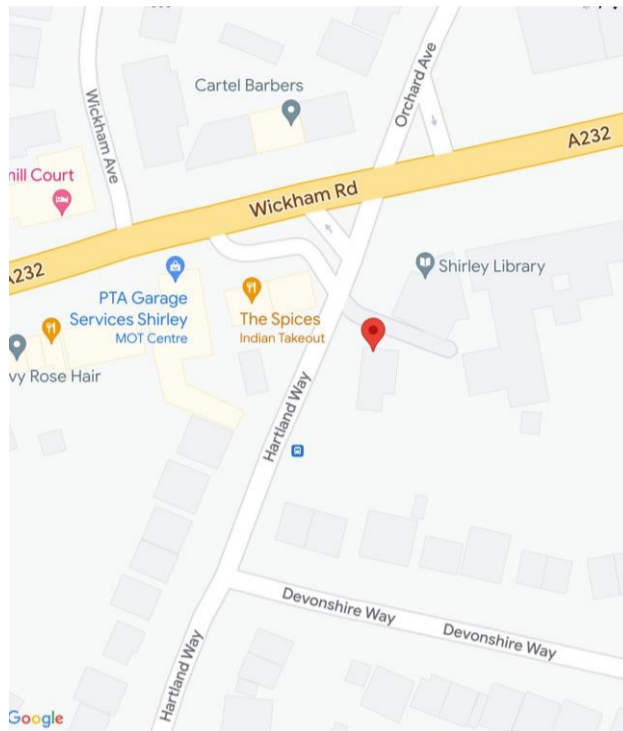 Cartel Barbers
Orchard Ave
Wickham Ave
A232
Wickham Rd
hill Court
A232
Shirley Library
PTA Garage
Services Shirley
MOT Centre
The Spices
Indian Takeout
vy Rose Hair
Hartland Way
Devonshire Way
Devonshire Way
Hartland Way
Google